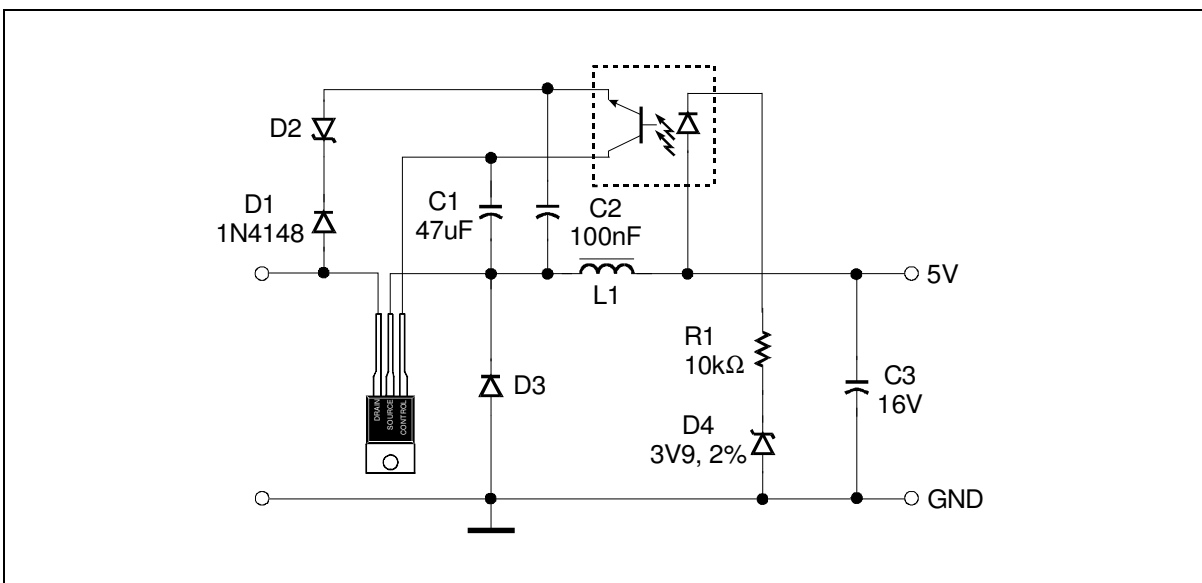 D2
D1
1N4148
C1
47uF
C2
100nF
L1
5V
R1
10kΩ
D3
C3
16V
D4
3V9, 2%
DRAIN
SOURCE
CONTROL
GND